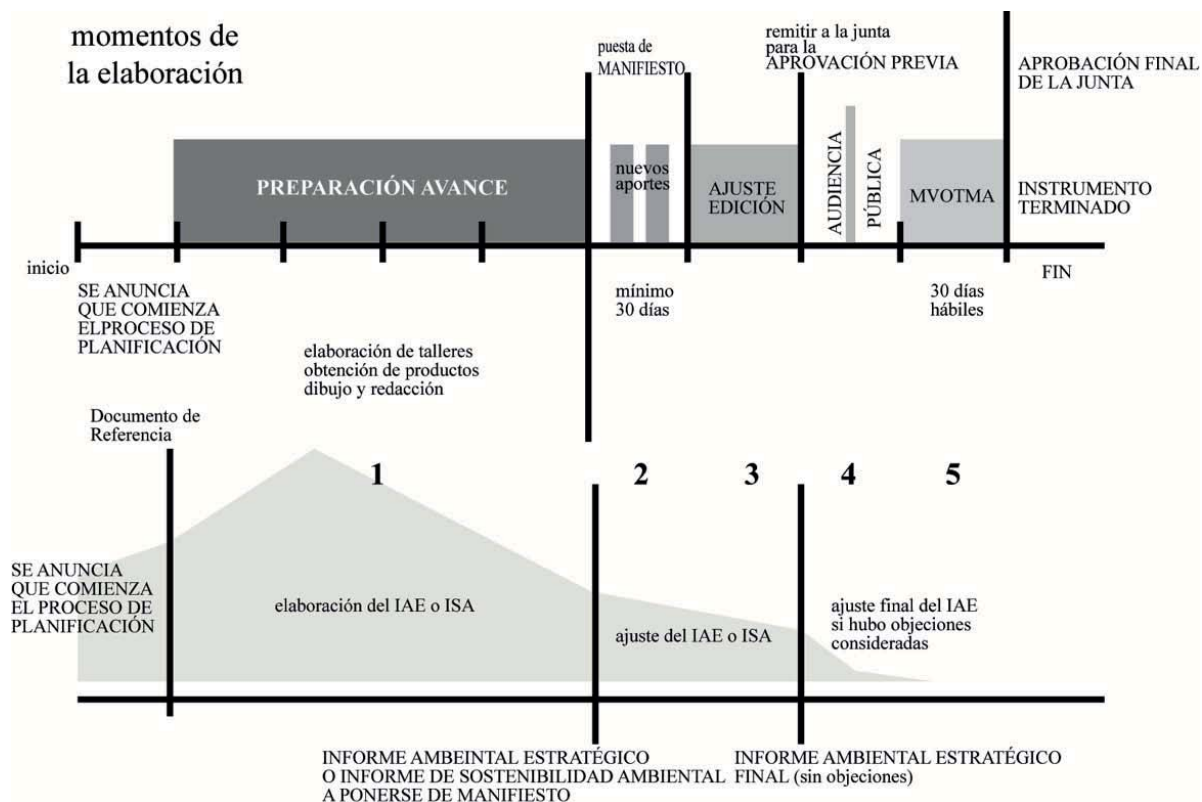 momentos de
la elaboración
puesta de
MANIFIESTO
remitir a la junta
para la
APROVACIÓN PREVIA
APROBACIÓN FINAL
DE LA JUNTA
PREPARACIÓN AVANCE
nuevos
aportes
AJUSTE
EDICIÓN
AUDIENCIA
PÚBLICA
MVOTMA
INSTRUMENTO
TERMINADO
inicio
FIN
SE ANUNCIA
QUE COMIENZA
ELPROCESO DE
PLANIFICACIÓN
mínimo
30 días
30 días
hábiles
elaboración de talleres
obtención de productos
dibujo y redacción
Documento de
Referencia
1
2
3
4
5
SE ANUNCIA
QUE COMIENZA
EL PROCESO DE
PLANIFICACIÓN
elaboración del IAE o ISA
ajuste del IAE o ISA
ajuste final del IAE
si hubo objeciones
consideradas
INFORME AMBEINTAL ESTRATÉGICO
O INFORME DE SOSTENIBILIDAD AMBIENTAL
A PONERSE DE MANIFIESTO
INFORME AMBIENTAL ESTRATÉGICO
FINAL (sin objeciones)